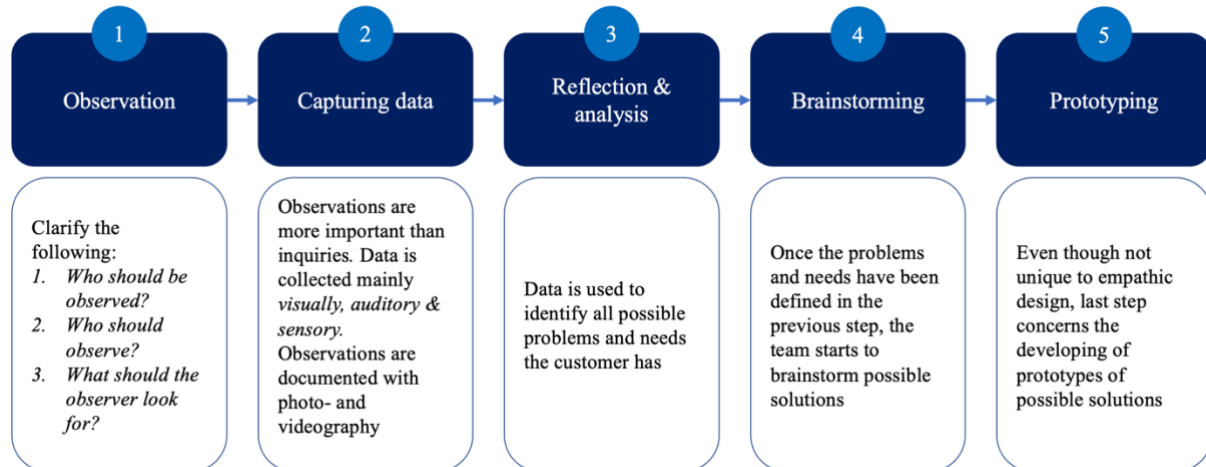 1
Observation
2
Capturing data
3
Reflection &
analysis
4
Brainstorming
5
Prototyping
Clarify the
following:
1. Who should be
observed?
2. Who should
observe?
3. What should the
observer look
for?
Observations are
more important than
inquiries. Data is
collected mainly
visually, auditory &
sensory.
Observations are
documented with
photo- and
videography
Data is used to
identify all possible
problems and needs
the customer has
Once the problems
and needs have been
defined in the
previous step, the
team starts to
brainstorm possible
solutions
Even though not
unique to empathic
design, last step
concerns the
developing of
prototypes of
possible solutions